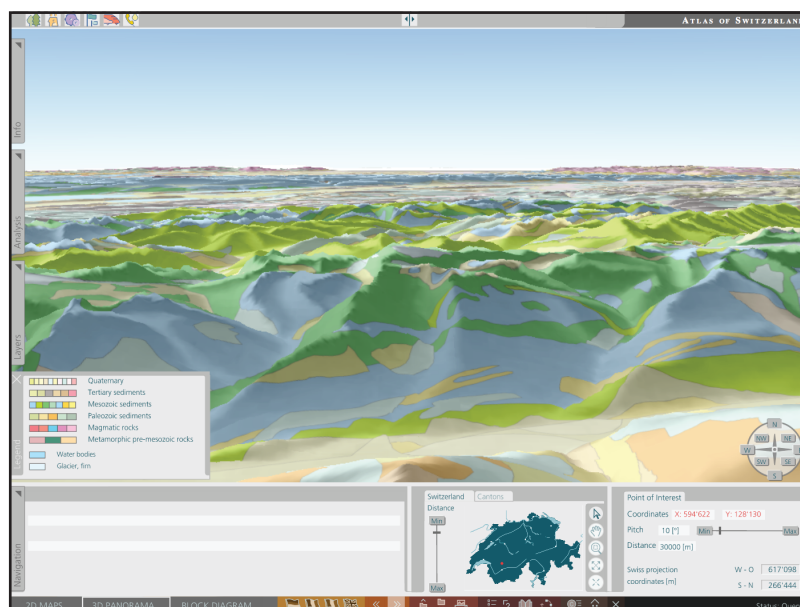 ATLAS OF SWITZERLAND
Info
Analysis
Layers
Legend
Quaternary
Tertiary sediments
Mesozoic sediments
Paleozoic sediments
Magmatic rocks
Metamorphic pre-mesozoic rocks
Water bodies
Glacier, firn
N
NW NE
W
SW SE
S
Navigation
Switzerland Cantons
Distance
Min
Max
Point of Interest
Coordinates X: 594'622 Y: 128'130
Pitch 10 [°] Min Max
Distance 30000 [m]
Swiss projection W - O 617'098
coordinates [m] S - N 266'444
2D MAPS 3D PANORAMA BLOCK DIAGRAM